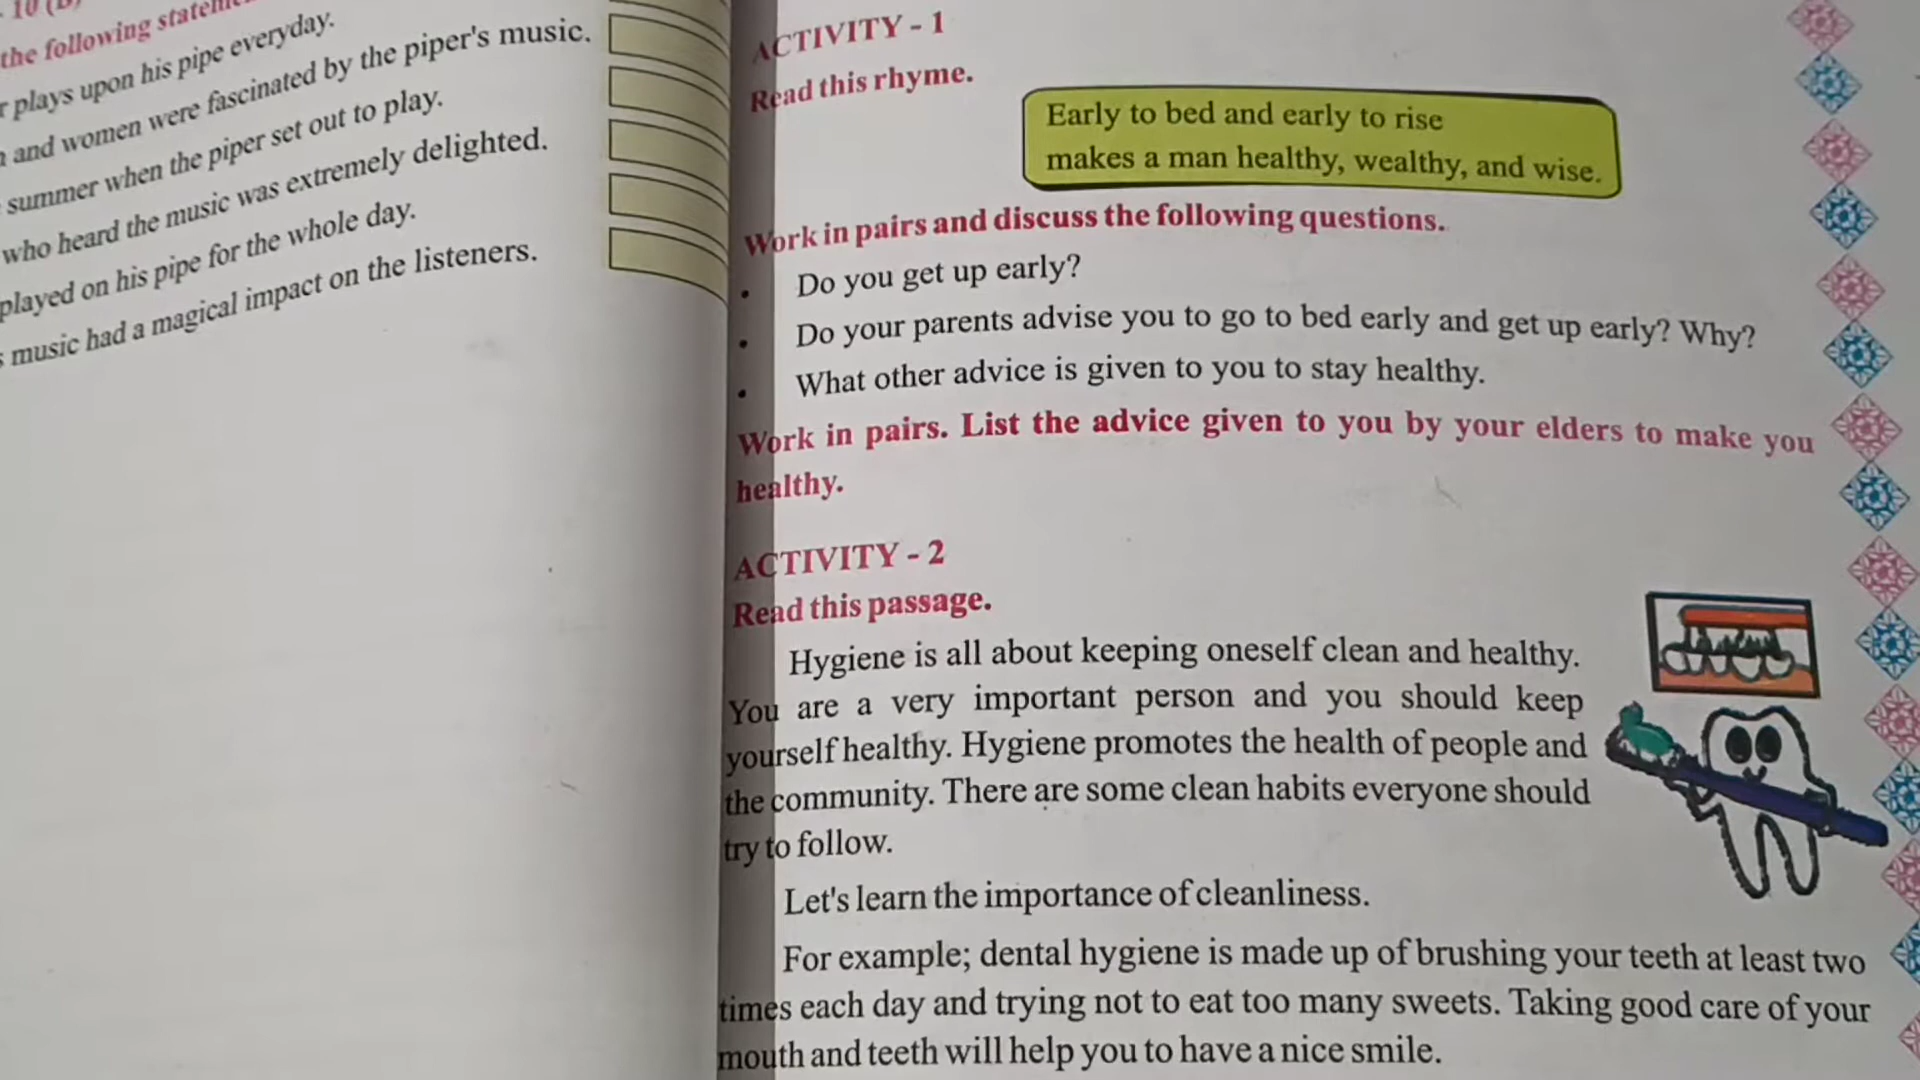 10 (B)
the following
r plays upon his pipe everyday.
and women were fascinated by the piper's music.
summer when the piper set out to play.
who heard the music was extremely delighted.
played on his pipe for the whole day.
music had a magical impact on the listeners.
ACTIVITY - 1
Read this rhyme.
Early to bed and early to rise
makes a man healthy, wealthy, and wise.
Work in pairs and discuss the following questions.
• Do you get up early?
• Do your parents advise you to go to bed early and get up early? Why?
• What other advice is given to you to stay healthy.
Work in pairs. List the advice given to you by your elders to make you
healthy.
ACTIVITY - 2
Read this passage.
Hygiene is all about keeping oneself clean and healthy.
You are a very important person and you should keep
yourself healthy. Hygiene promotes the health of people and
the community. There are some clean habits everyone should
try to follow.
Let's learn the importance of cleanliness.
For example; dental hygiene is made up of brushing your teeth at least two
times each day and trying not to eat too many sweets. Taking good care of your
mouth and teeth will help you to have a nice smile.